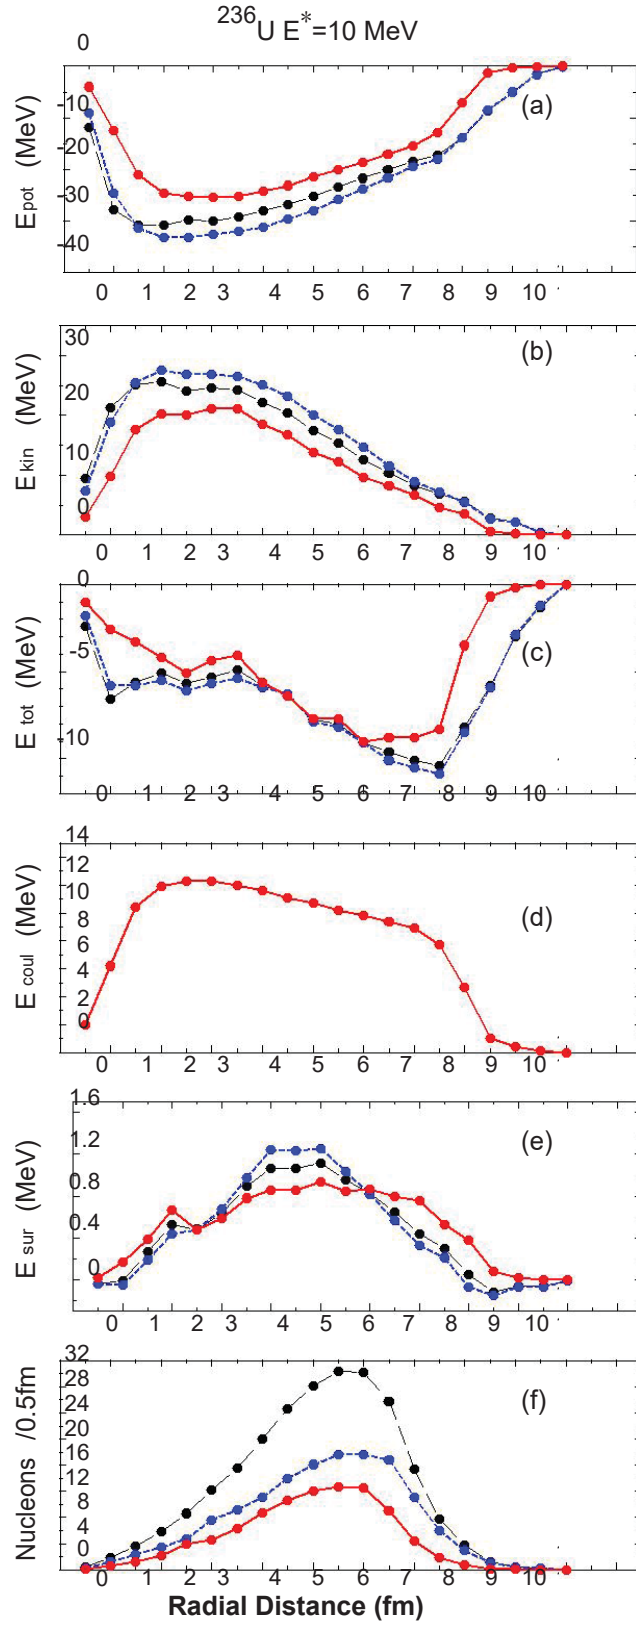 236U E*=10 MeV
0
-10
-20
-30
-40
Epot (MeV)
(a)
0 1 2 3 4 5 6 7 8 9 10
30
20
10
0
Ekin (MeV)
(b)
0 1 2 3 4 5 6 7 8 9 10
0
-5
-10
E tot (MeV)
(c)
0 1 2 3 4 5 6 7 8 9 10
14
12
10
8
6
4
2
0
E coul (MeV)
(d)
0 1 2 3 4 5 6 7 8 9 10
1.6
1.2
0.8
0.4
0
E sur (MeV)
(e)
0 1 2 3 4 5 6 7 8 9 10
32
28
24
20
16
12
8
4
0
Nucleons /0.5fm
(f)
0 1 2 3 4 5 6 7 8 9 10
Radial Distance (fm)